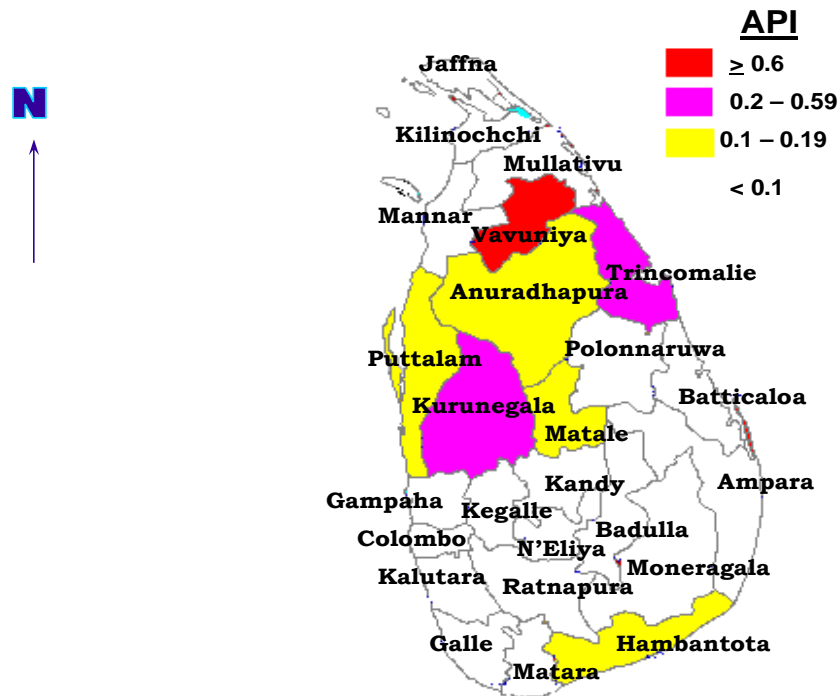 API
≥ 0.6
0.2 – 0.59
0.1 – 0.19
< 0.1
N
Jaffna
Kilinochchi
Mullativu
Mannar
Vavuniya
Trincomalie
Anuradhapura
Puttalam
Polonnaruwa
Kurunegala
Batticaloa
Matale
Kandy
Ampara
Gampaha
Kegalle
Colombo
Badulla
N'Eliya
Moneragala
Kalutara
Ratnapura
Galle
Hambantota
Matara